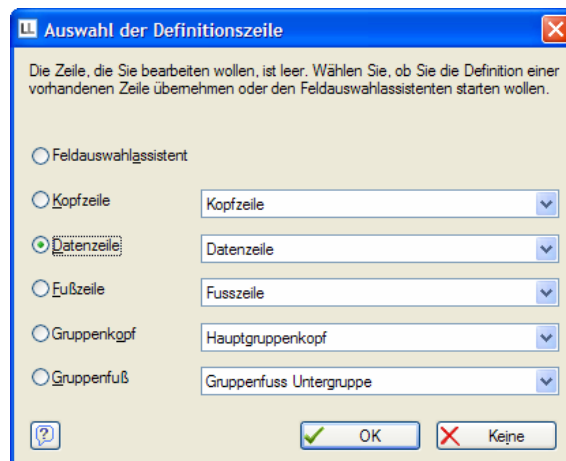 LL Auswahl der Definitionszeile
Die Zeile, die Sie bearbeiten wollen, ist leer. Wählen Sie, ob Sie die Definition einer
vorhandenen Zeile übernehmen oder den Feldauswahlassistenten starten wollen.
Feldauswahlassistent
Kopfzeile Kopfzeile
Datenzeile Datenzeile
Fußzeile Fusszeile
Gruppenkopf Hauptgruppenkopf
Gruppenfuß Gruppenfuss Untergruppe
? OK Keine